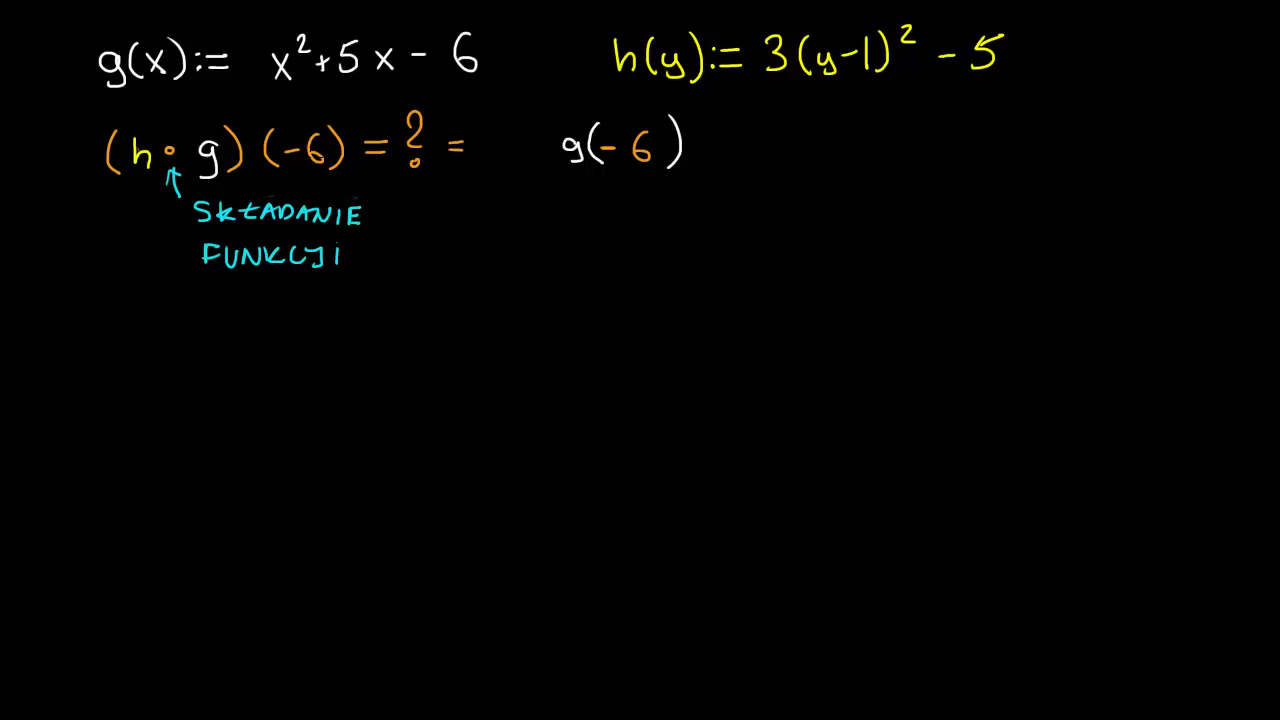 g(x):= x²+5x-6 h(y):= 3(y-1)²-5
(h∘g)(-6) = ? = g(-6)
SKŁADANIE
FUNKCJI